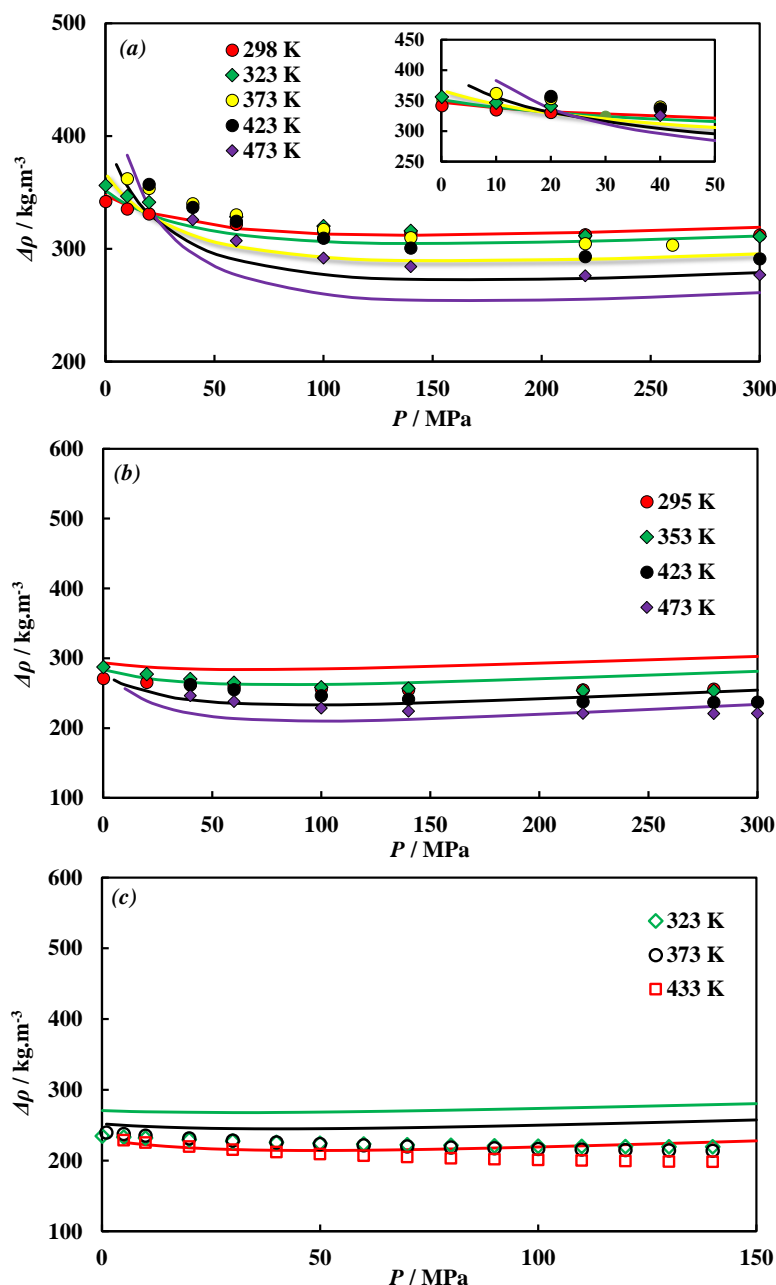 (a)
298 K
323 K
373 K
423 K
473 K
500
400
300
200
Δρ / kg.m-3
0 50 100 150 200 250 300
P / MPa
450
400
350
300
250
0 10 20 30 40 50
(b)
295 K
353 K
423 K
473 K
600
500
400
300
200
100
Δρ / kg.m-3
0 50 100 150 200 250 300
P / MPa
(c)
323 K
373 K
433 K
600
500
400
300
200
100
Δρ / kg.m-3
0 50 100 150
P / MPa